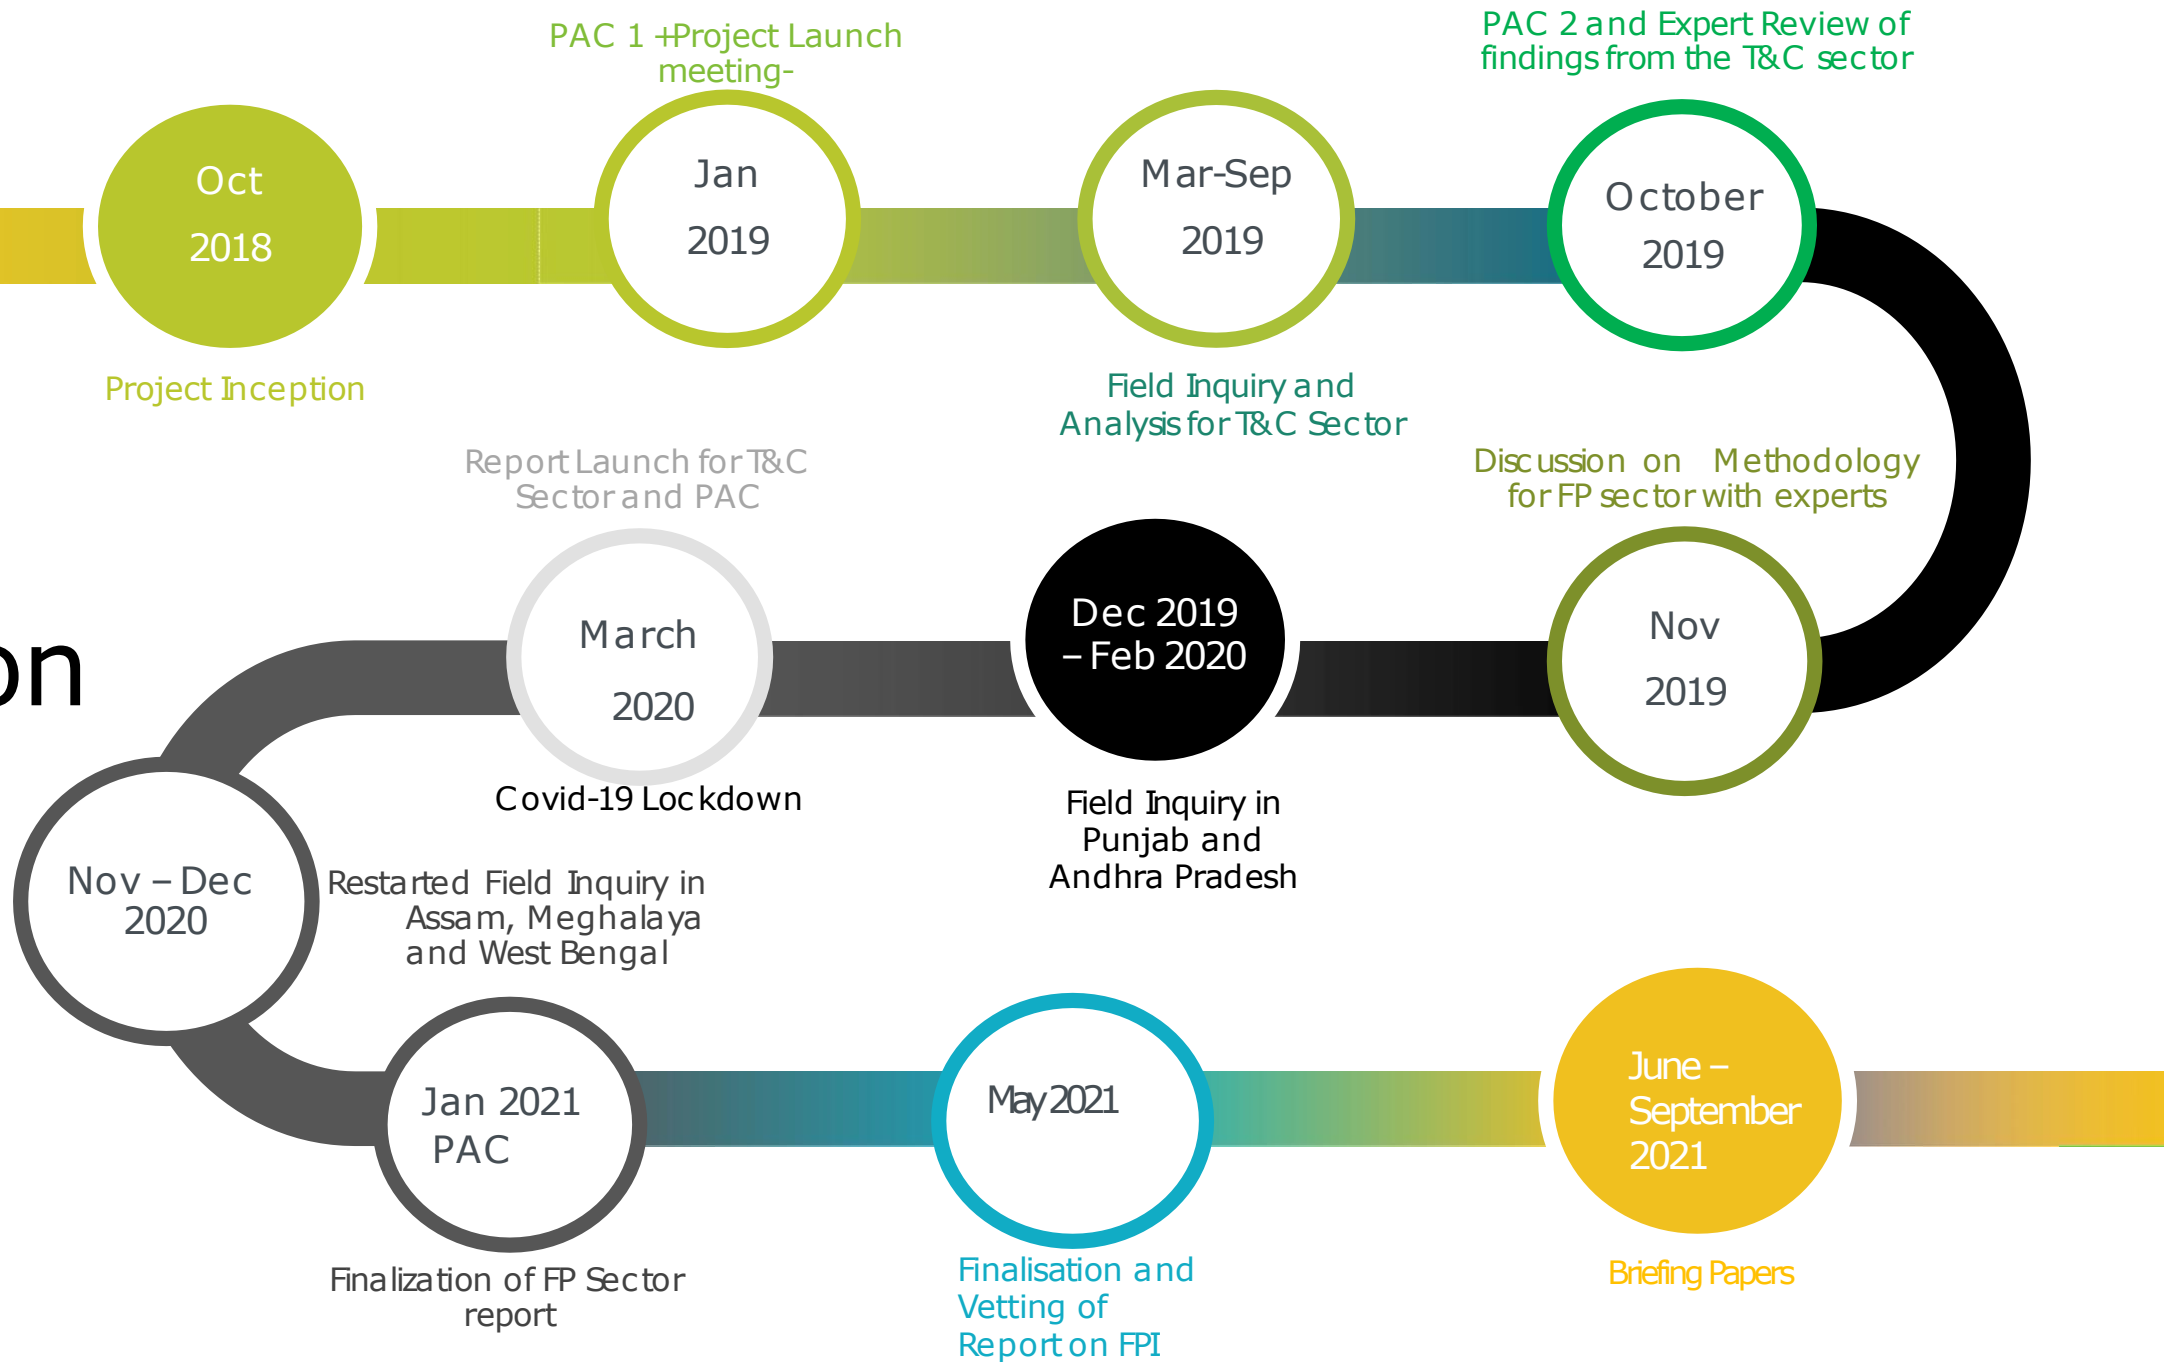 PAC 1 +Project Launch
meeting-
PAC 2 and Expert Review of
findings from the T&C sector
Oct
2018
Jan
2019
Mar-Sep
2019
October
2019
Project Inception
Field Inquiry and
Analysis for T&C Sector
Report Launch for T&C
Sector and PAC
Discussion on Methodology
for FP sector with experts
on
March
2020
Dec 2019
– Feb 2020
Nov
2019
Covid-19 Lockdown
Field Inquiry in
Punjab and
Andhra Pradesh
Nov – Dec
2020
Restarted Field Inquiry in
Assam, Meghalaya
and West Bengal
Jan 2021
PAC
May 2021
June –
September
2021
Finalization of FP Sector
report
Finalisation and
Vetting of
Report on FPI
Briefing Papers